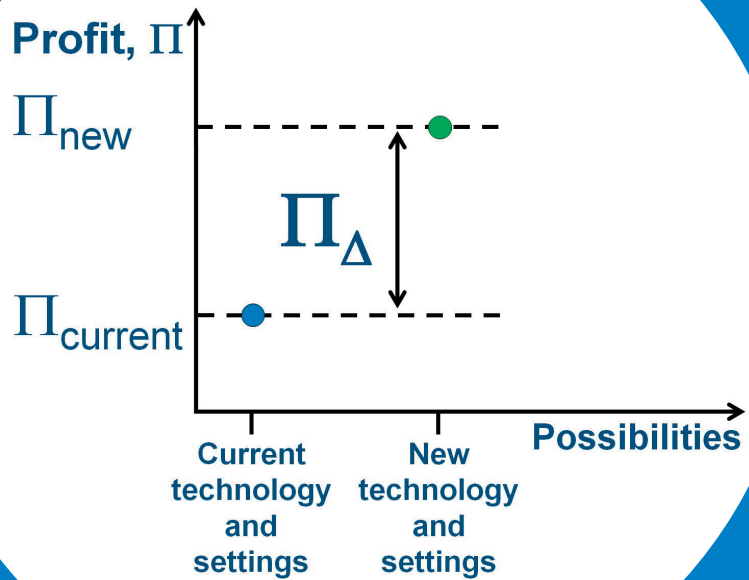 Profit, Π
Πnew
ΠΔ
Πcurrent
Possibilities
Current
technology
and
settings
New
technology
and
settings